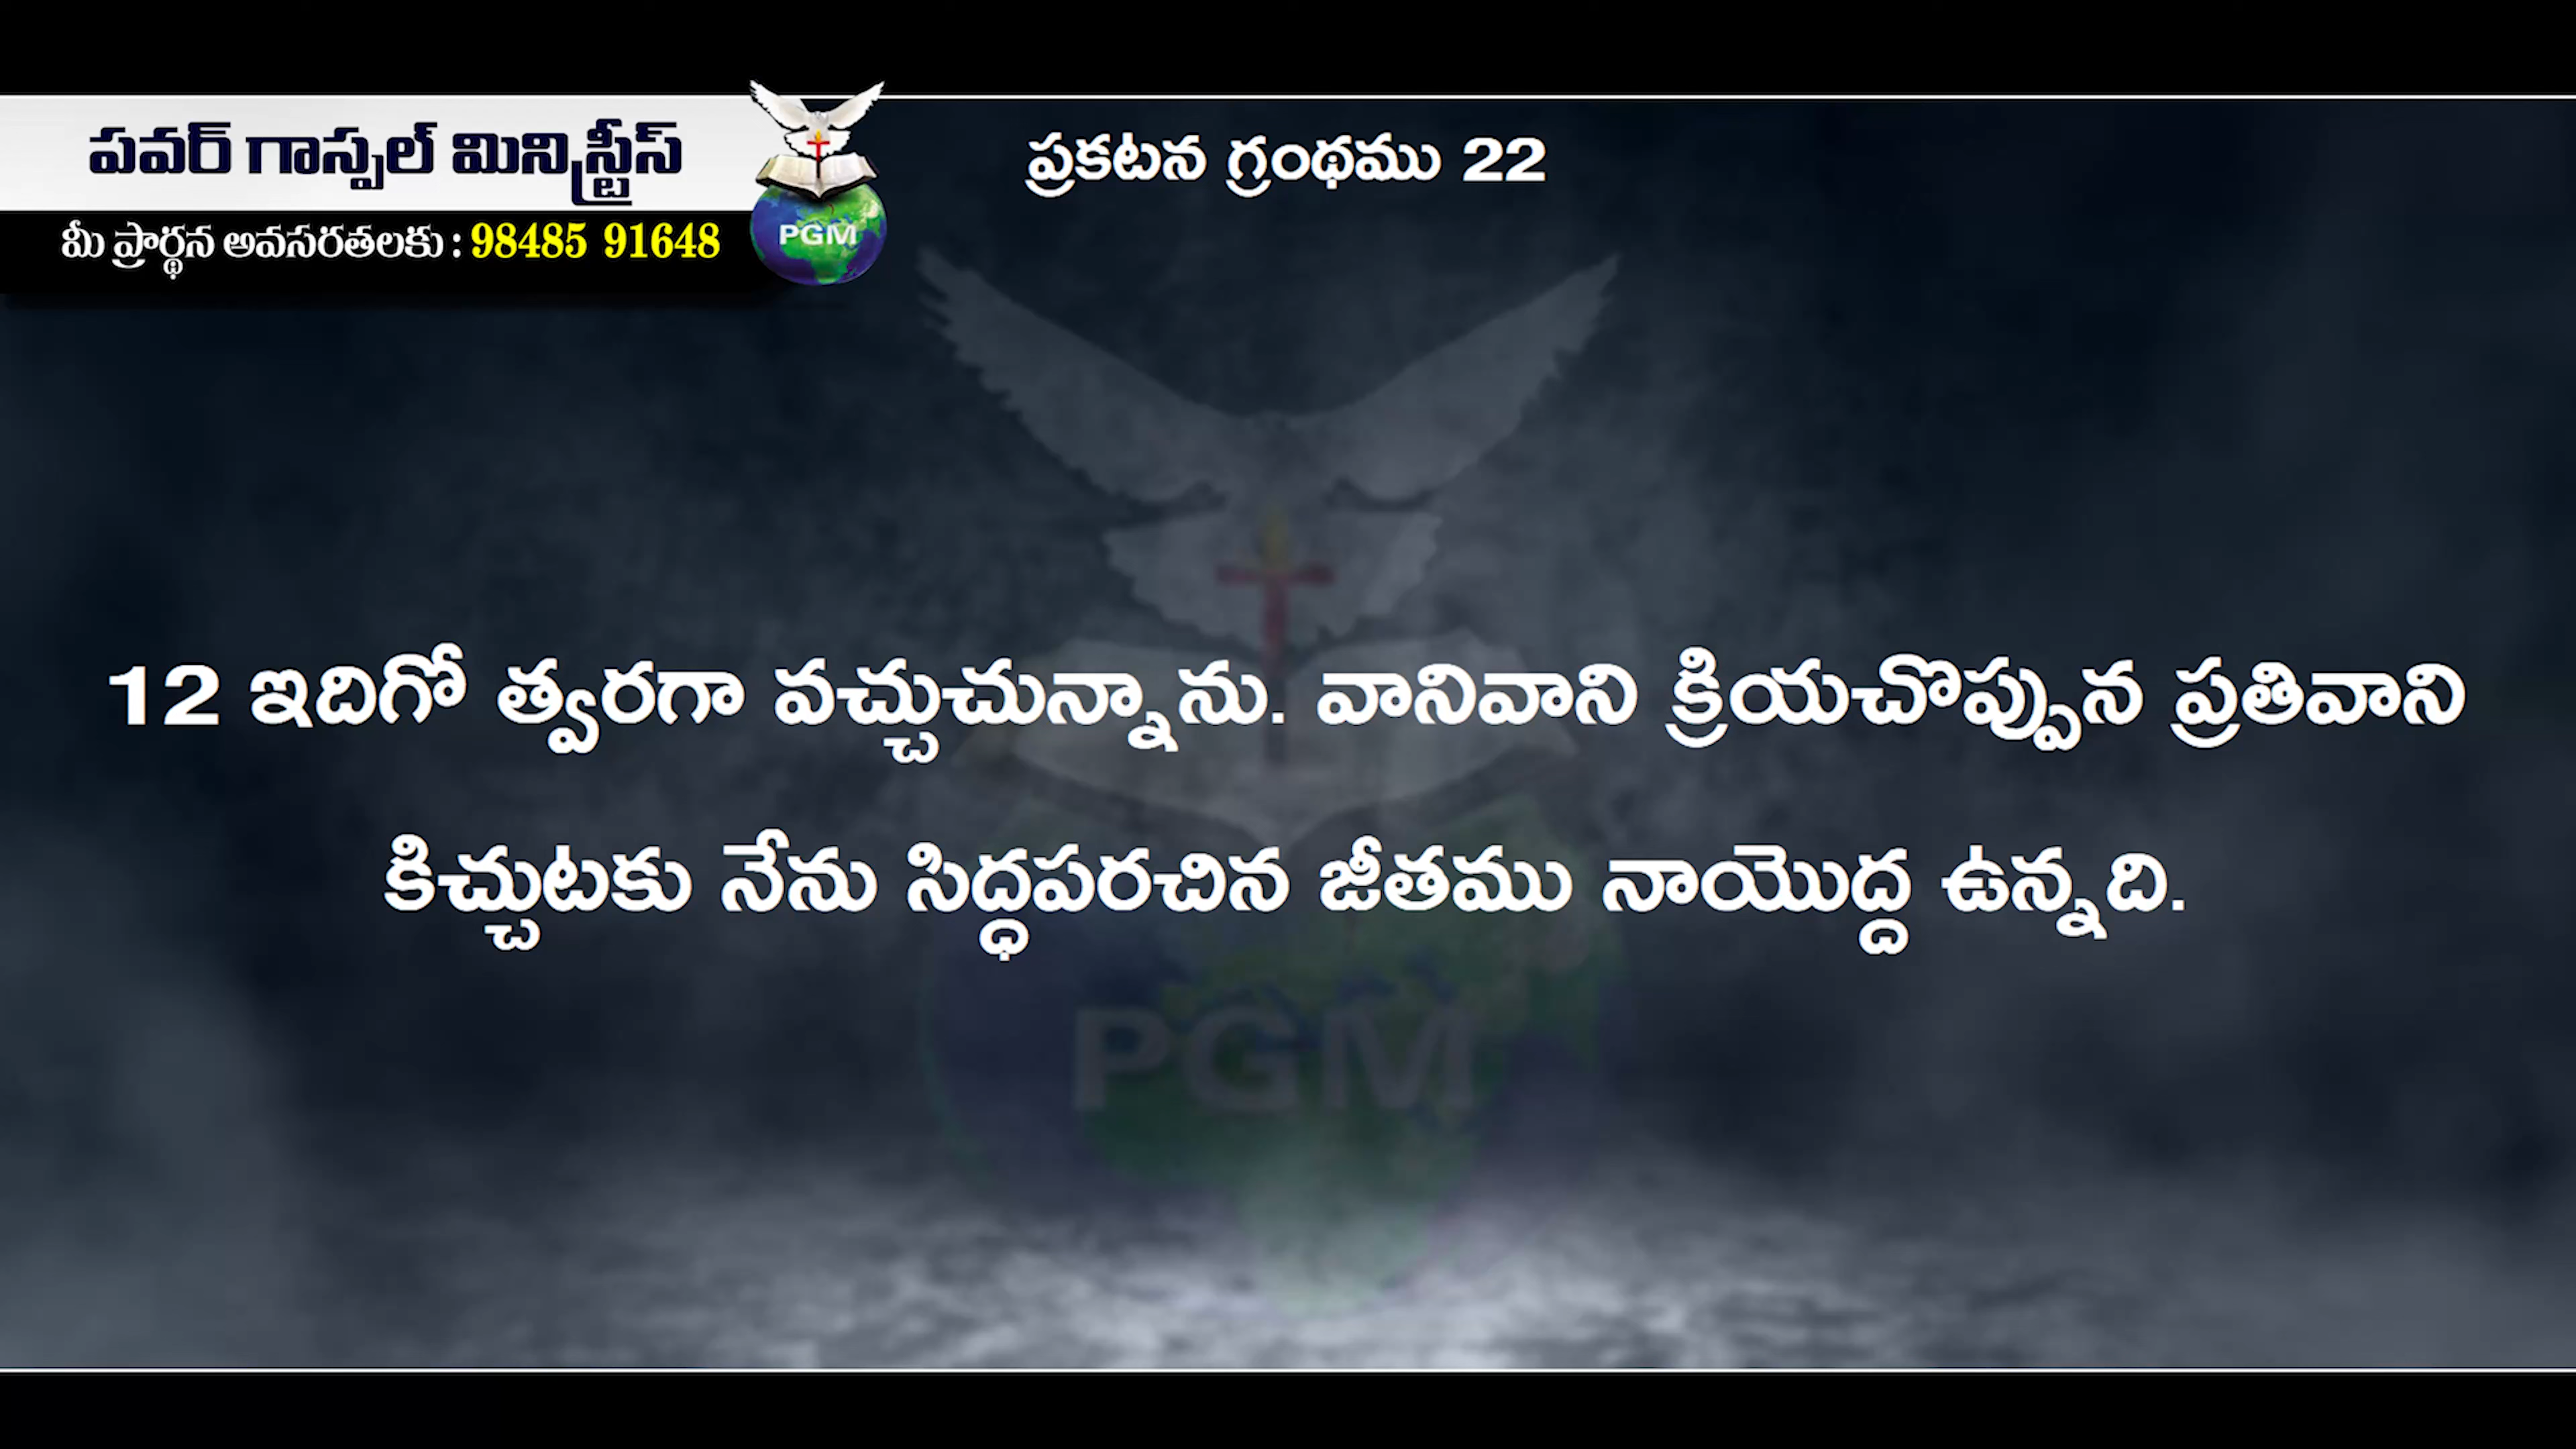 పవర్ గాస్పల్ మినిస్ట్రీస్
మీ ప్రార్థన అవసరతలకు : 98485 91648
PGM
ప్రకటన గ్రంథము 22
12 ఇదిగో త్వరగా వచ్చుచున్నాను. వానివాని క్రియచొప్పున ప్రతివాని
కిచ్చుటకు నేను సిద్ధపరచిన జీతము నాయొద్ద ఉన్నది.
PGM